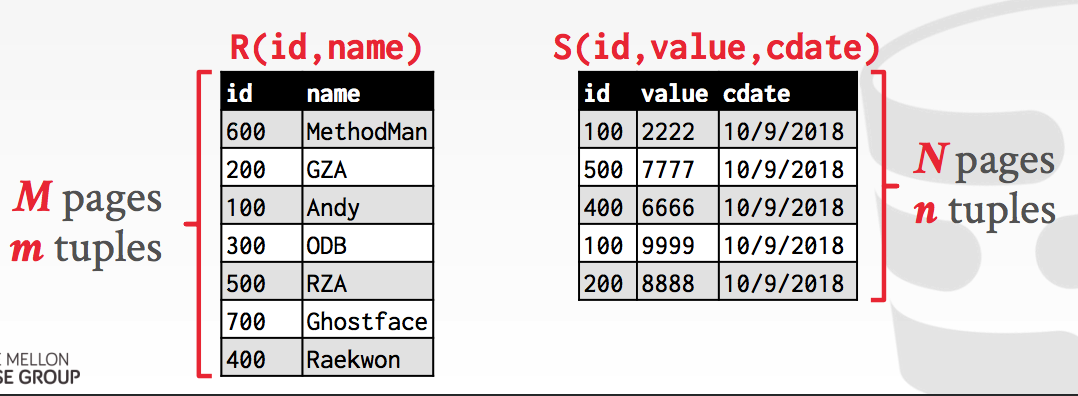 R(id,name)
id name
600 MethodMan
200 GZA
100 Andy
300 ODB
500 RZA
700 Ghostface
400 Raekwon
M pages
m tuples
S(id,value,cdate)
id value cdate
100 2222 10/9/2018
500 7777 10/9/2018
400 6666 10/9/2018
100 9999 10/9/2018
200 8888 10/9/2018
N pages
n tuples
MELLON
GROUP